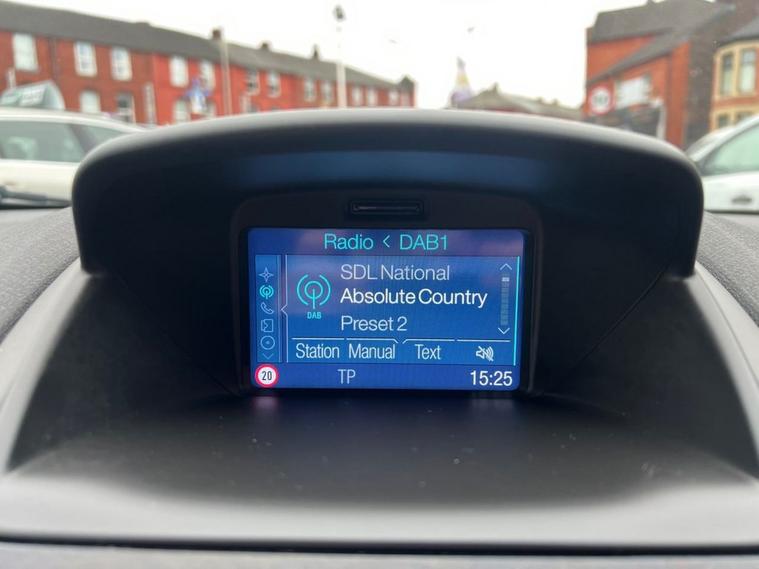 Radio < DAB1
SDL National
DAB
Absolute Country
Preset 2
Station Manual Text
20 TP 15:25